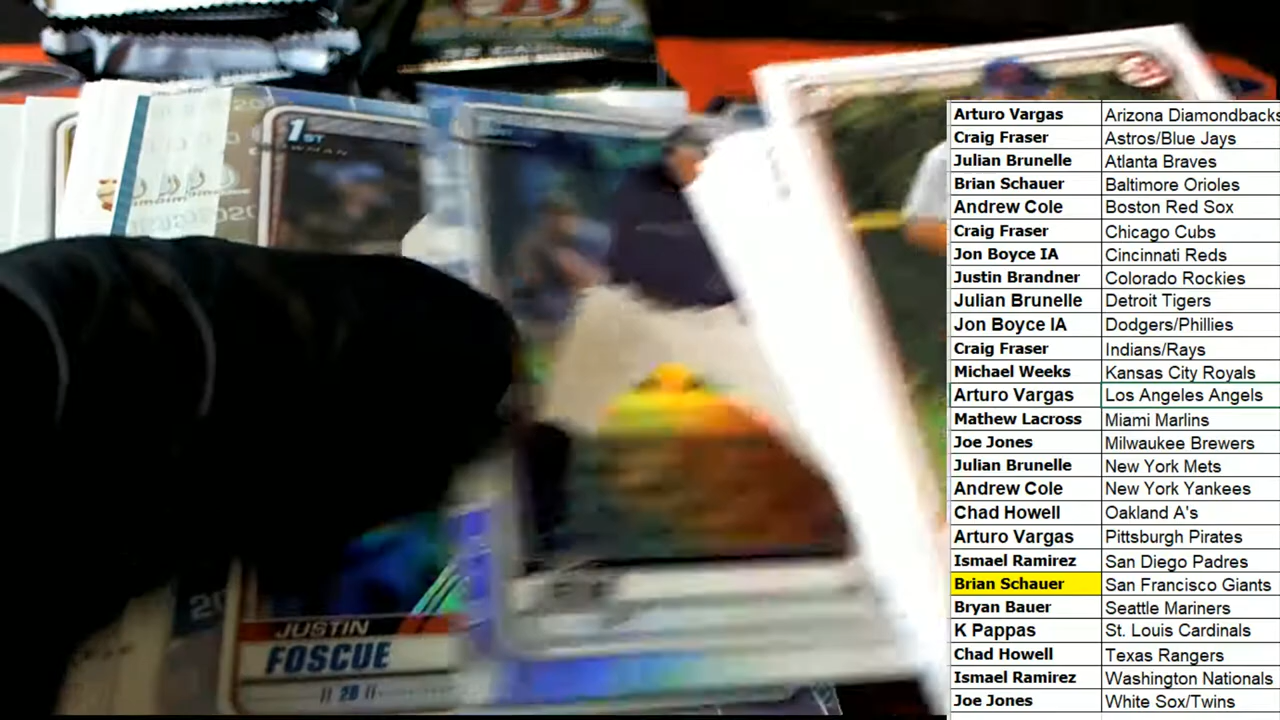 1ST
BOWMAN
JUSTIN
FOSCUE
28
Arturo Vargas Arizona Diamondbacks
Craig Fraser Astros/Blue Jays
Julian Brunelle Atlanta Braves
Brian Schauer Baltimore Orioles
Andrew Cole Boston Red Sox
Craig Fraser Chicago Cubs
Jon Boyce IA Cincinnati Reds
Justin Brandner Colorado Rockies
Julian Brunelle Detroit Tigers
Jon Boyce IA Dodgers/Phillies
Craig Fraser Indians/Rays
Michael Weeks Kansas City Royals
Arturo Vargas Los Angeles Angels
Mathew Lacross Miami Marlins
Joe Jones Milwaukee Brewers
Julian Brunelle New York Mets
Andrew Cole New York Yankees
Chad Howell Oakland A's
Arturo Vargas Pittsburgh Pirates
Ismael Ramirez San Diego Padres
Brian Schauer San Francisco Giants
Bryan Bauer Seattle Mariners
K Pappas St. Louis Cardinals
Chad Howell Texas Rangers
Ismael Ramirez Washington Nationals
Joe Jones White Sox/Twins